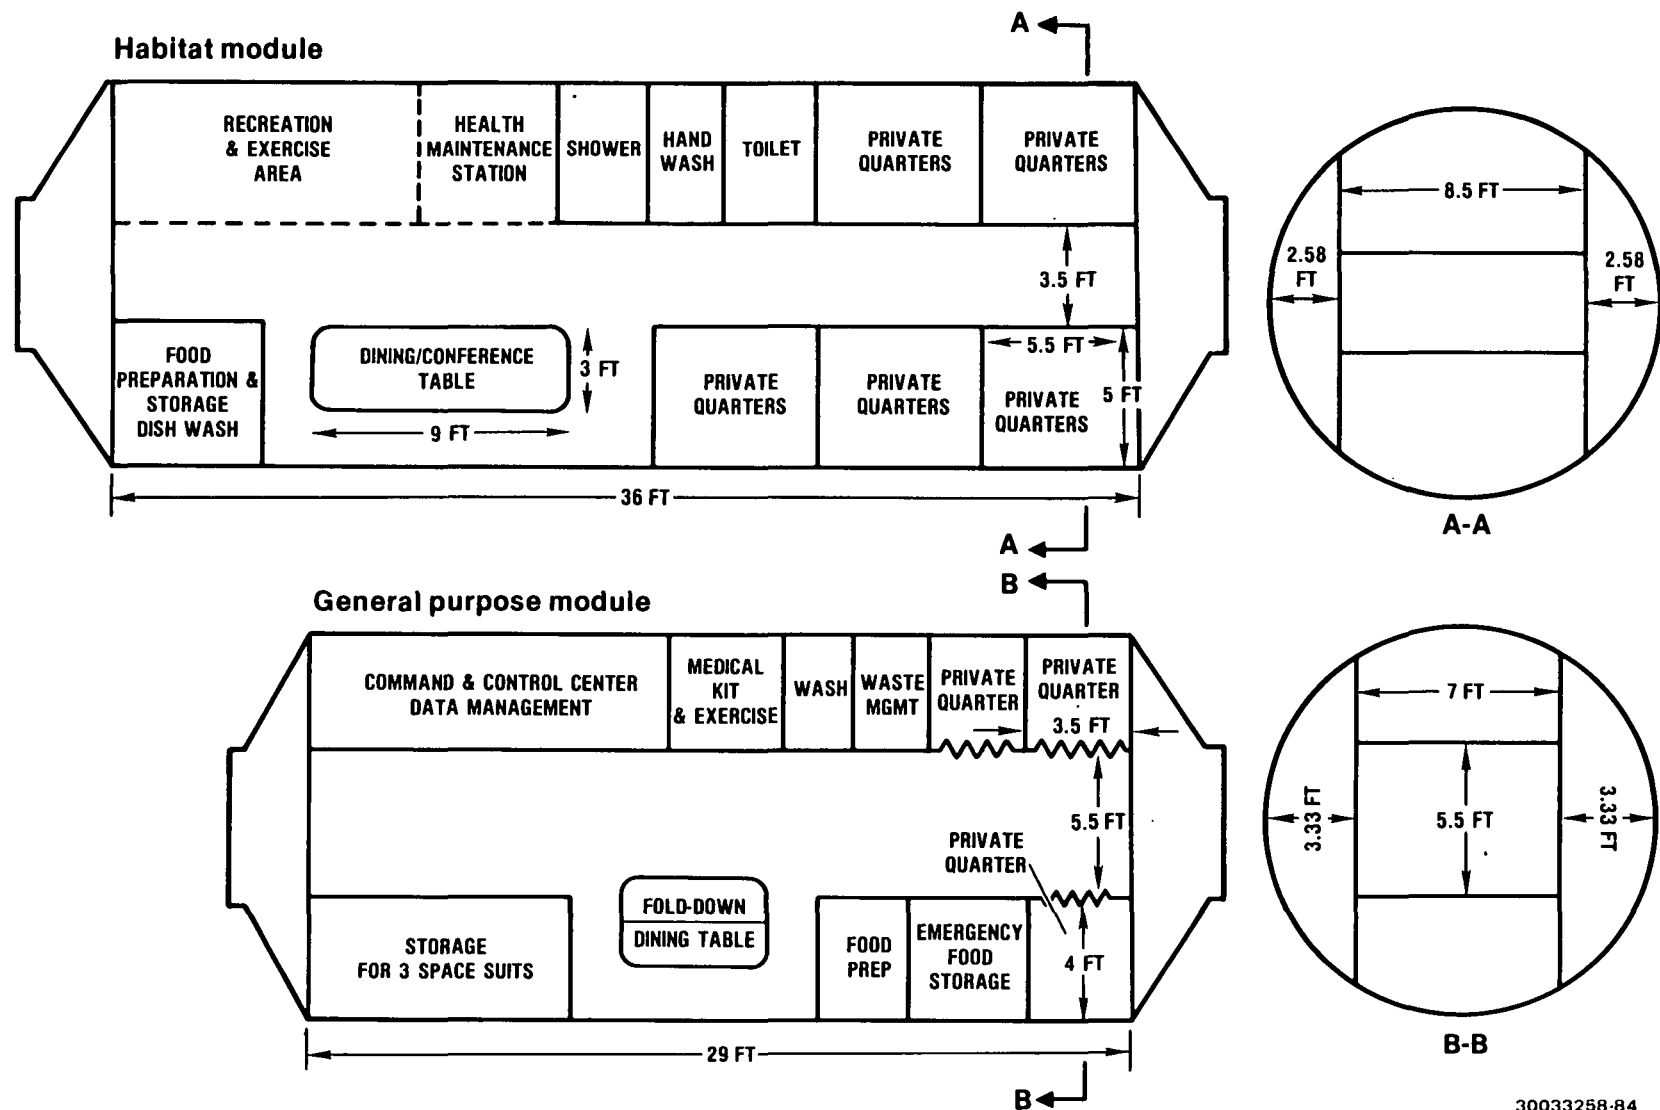 A
Habitat module
RECREATION
& EXERCISE
AREA
HEALTH
MAINTENANCE
STATION
SHOWER
HAND
WASH
TOILET
PRIVATE
QUARTERS
PRIVATE
QUARTERS
3.5 FT
FOOD
PREPARATION &
STORAGE
DISH WASH
DINING/CONFERENCE
TABLE
3 FT
9 FT
PRIVATE
QUARTERS
PRIVATE
QUARTERS
5.5 FT
5 FT
PRIVATE
QUARTERS
36 FT
A
8.5 FT
2.58
FT
2.58
FT
A-A
B
General purpose module
COMMAND & CONTROL CENTER
DATA MANAGEMENT
MEDICAL
KIT
& EXERCISE
WASH
WASTE
MGMT
PRIVATE
QUARTER
PRIVATE
QUARTER
3.5 FT
5.5 FT
PRIVATE
QUARTER
STORAGE
FOR 3 SPACE SUITS
FOLD-DOWN
DINING TABLE
FOOD
PREP
EMERGENCY
FOOD
STORAGE
4 FT
29 FT
B
7 FT
3.33 FT
5.5 FT
3.33 FT
B-B
30033258-84